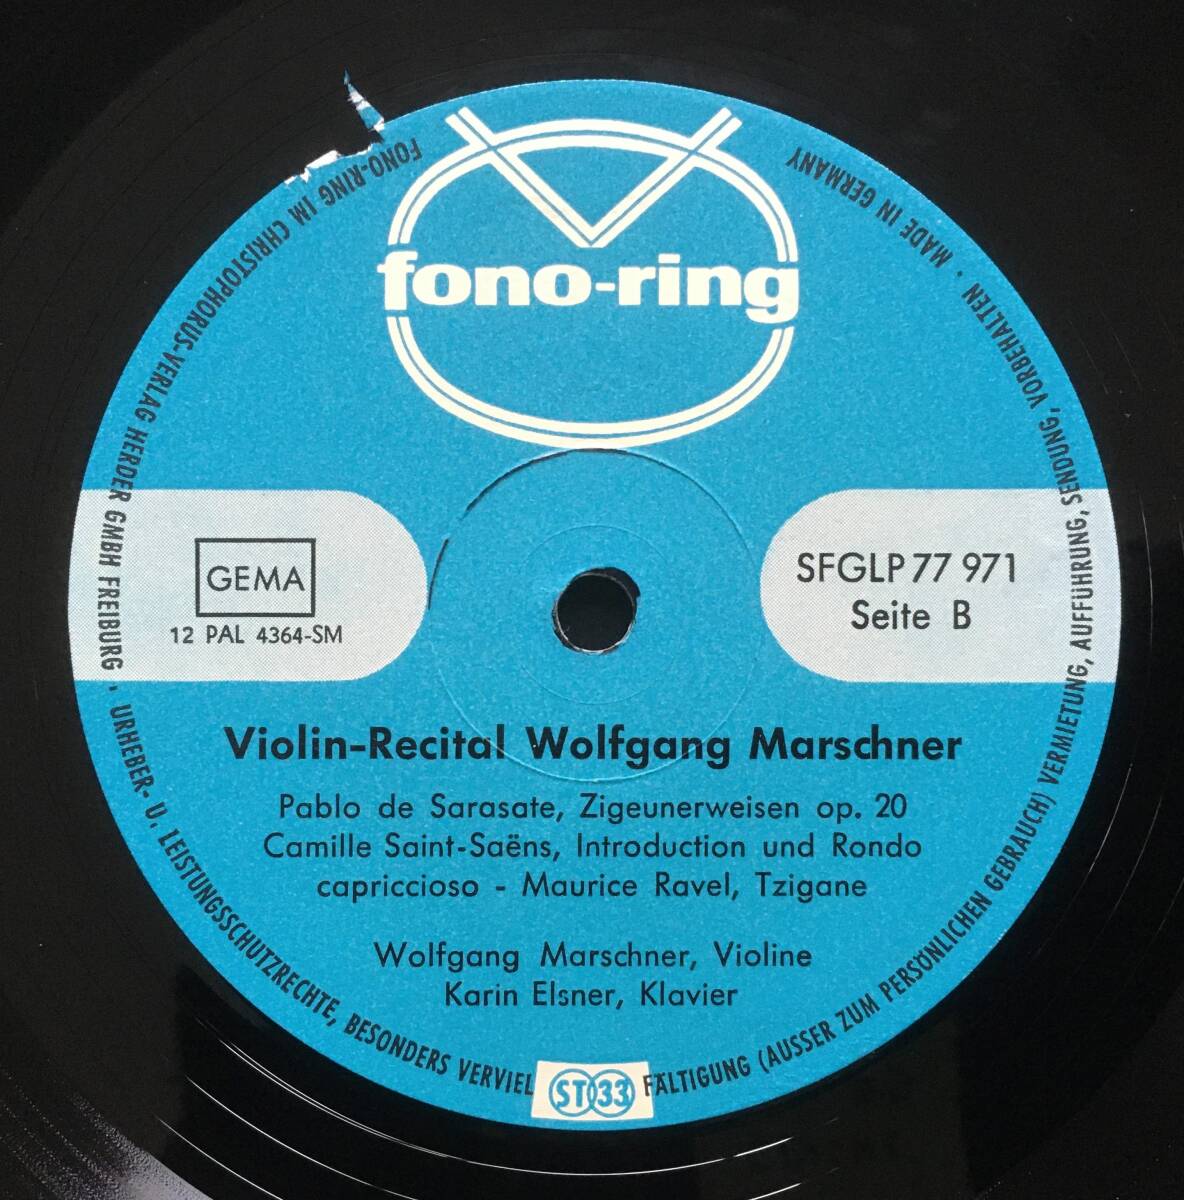 fono-ring
GEMA
12 PAL 4364-SM
SFGLP 77 971
Seite B
Violin-Recital Wolfgang Marschner
Pablo de Sarasate, Zigeunerweisen op. 20
Camille Saint-Saëns, Introduction und Rondo
capriccioso - Maurice Ravel, Tzigane
Wolfgang Marschner, Violine
Karin Elsner, Klavier
ST 33
FONO-RING IM CHRISTOPHORUS-VERLAG HERDER GMBH FREIBURG · URHEBER- U. LEISTUNGSSCHUTZRECHTE, BESONDERS VERVIELFÄLTIGUNG (AUSSER ZUM PERSÖNLICHEN GEBRAUCH) VERMIETUNG, AUFFÜHRUNG, SENDUNG, VORBEHALTEN · MADE IN GERMANY